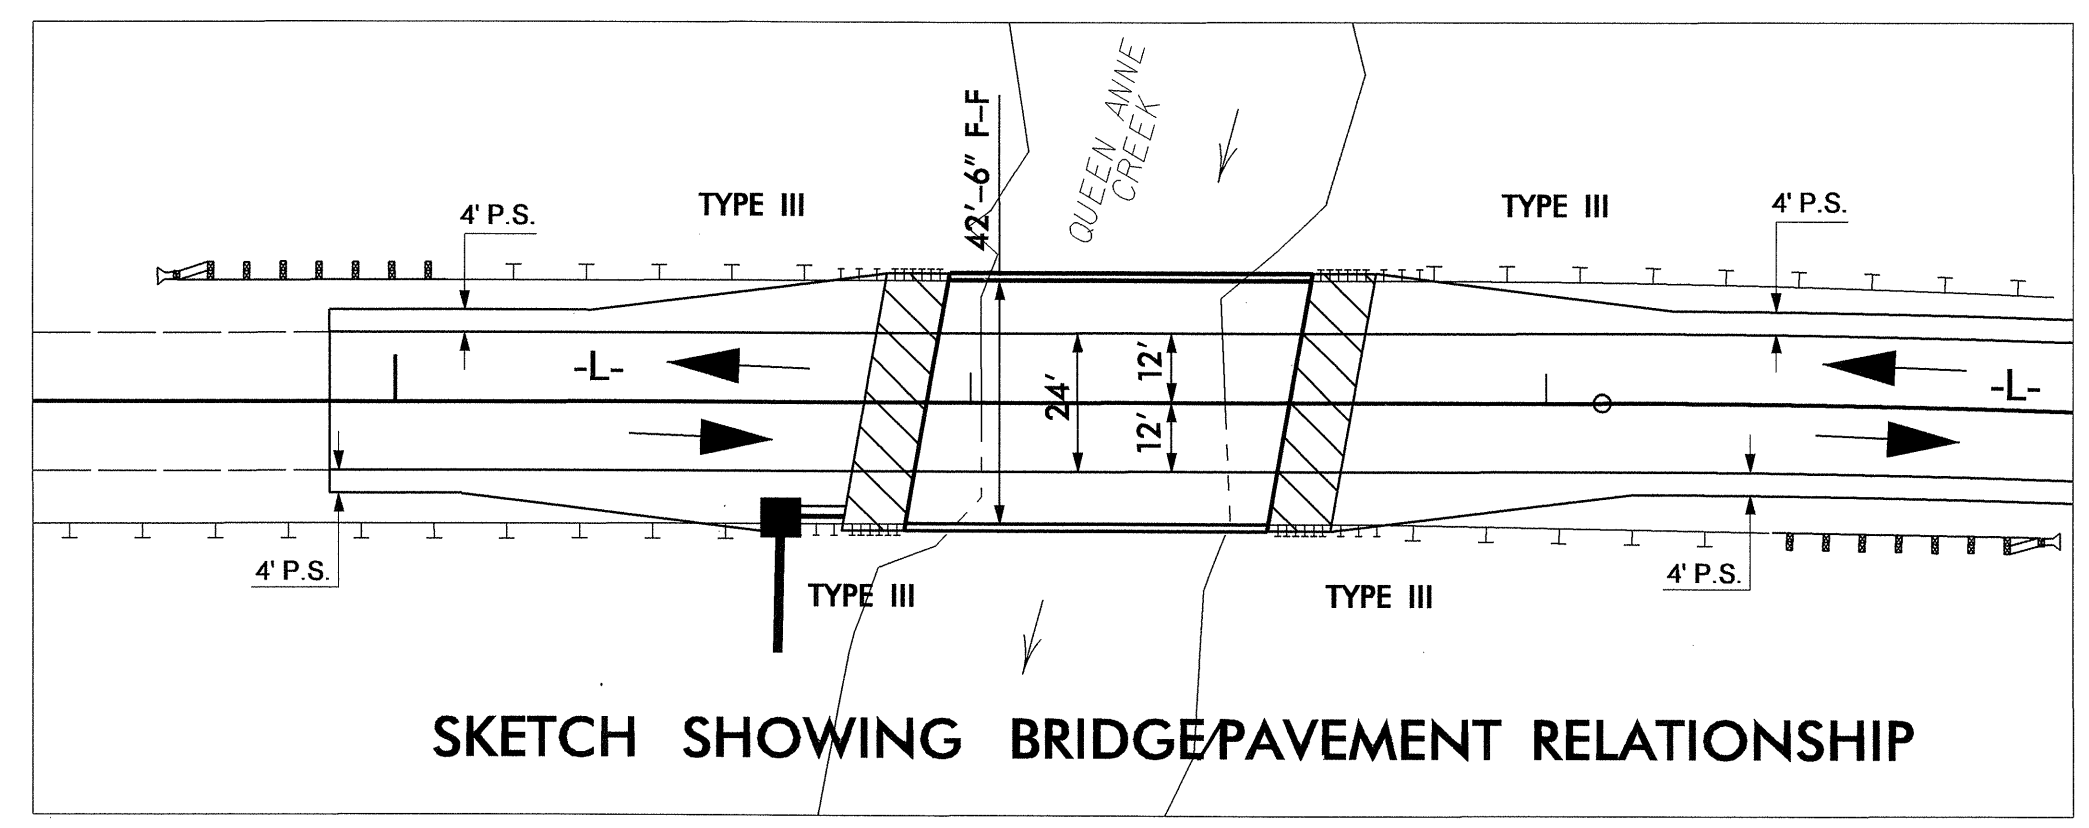 QUEEN ANNE
CREEK
42'–6" F–F
TYPE III
TYPE III
4' P.S.
4' P.S.
-L-
12'
24'
12'
-L-
4' P.S.
4' P.S.
TYPE III
TYPE III
SKETCH SHOWING BRIDGE/PAVEMENT RELATIONSHIP